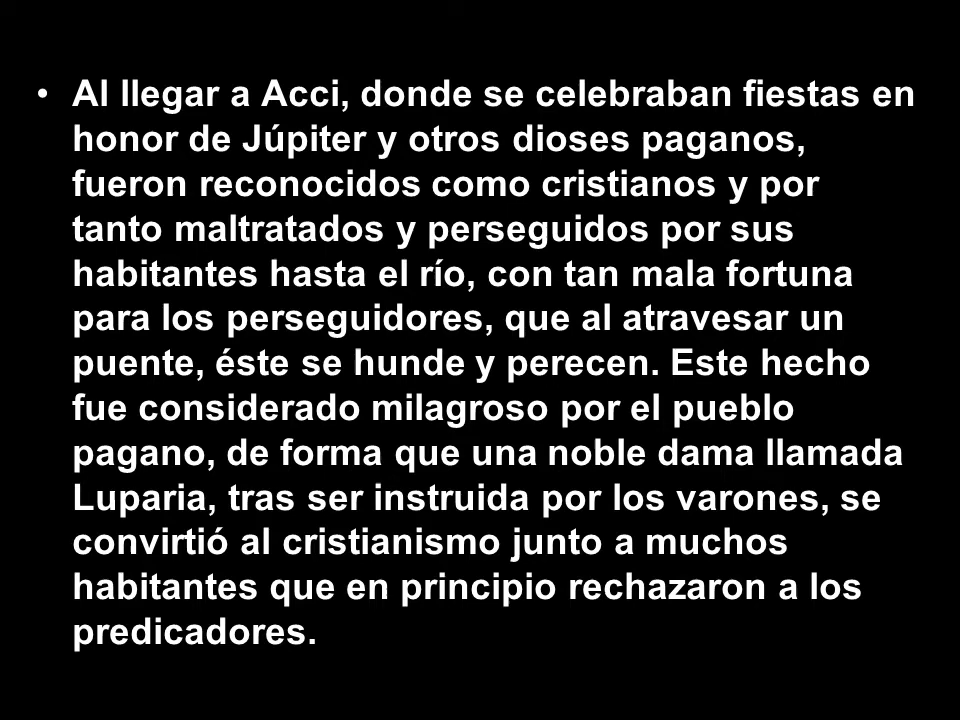 • Al llegar a Acci, donde se celebraban fiestas en
honor de Júpiter y otros dioses paganos,
fueron reconocidos como cristianos y por
tanto maltratados y perseguidos por sus
habitantes hasta el río, con tan mala fortuna
para los perseguidores, que al atravesar un
puente, éste se hunde y perecen. Este hecho
fue considerado milagroso por el pueblo
pagano, de forma que una noble dama llamada
Luparia, tras ser instruida por los varones, se
convirtió al cristianismo junto a muchos
habitantes que en principio rechazaron a los
predicadores.